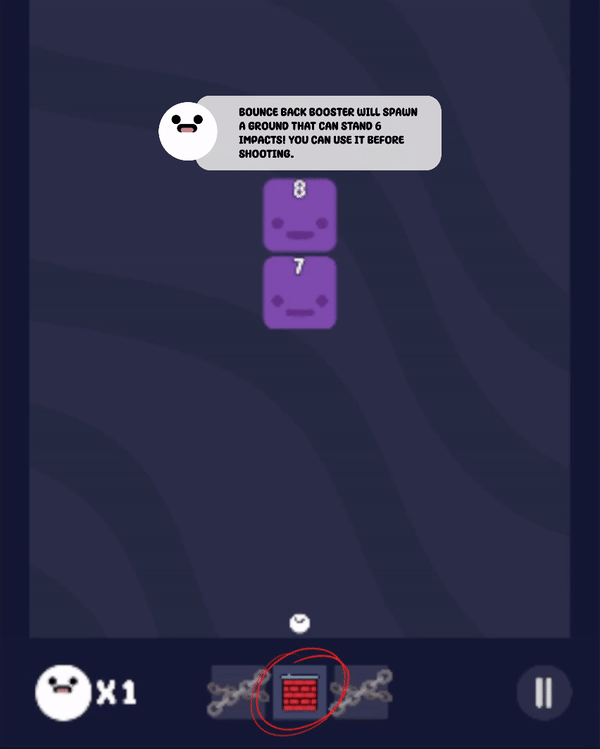 BOUNCE BACK BOOSTER WILL SPAWN
A GROUND THAT CAN STAND 6
IMPACTS! YOU CAN USE IT BEFORE
SHOOTING.
8
7
X1